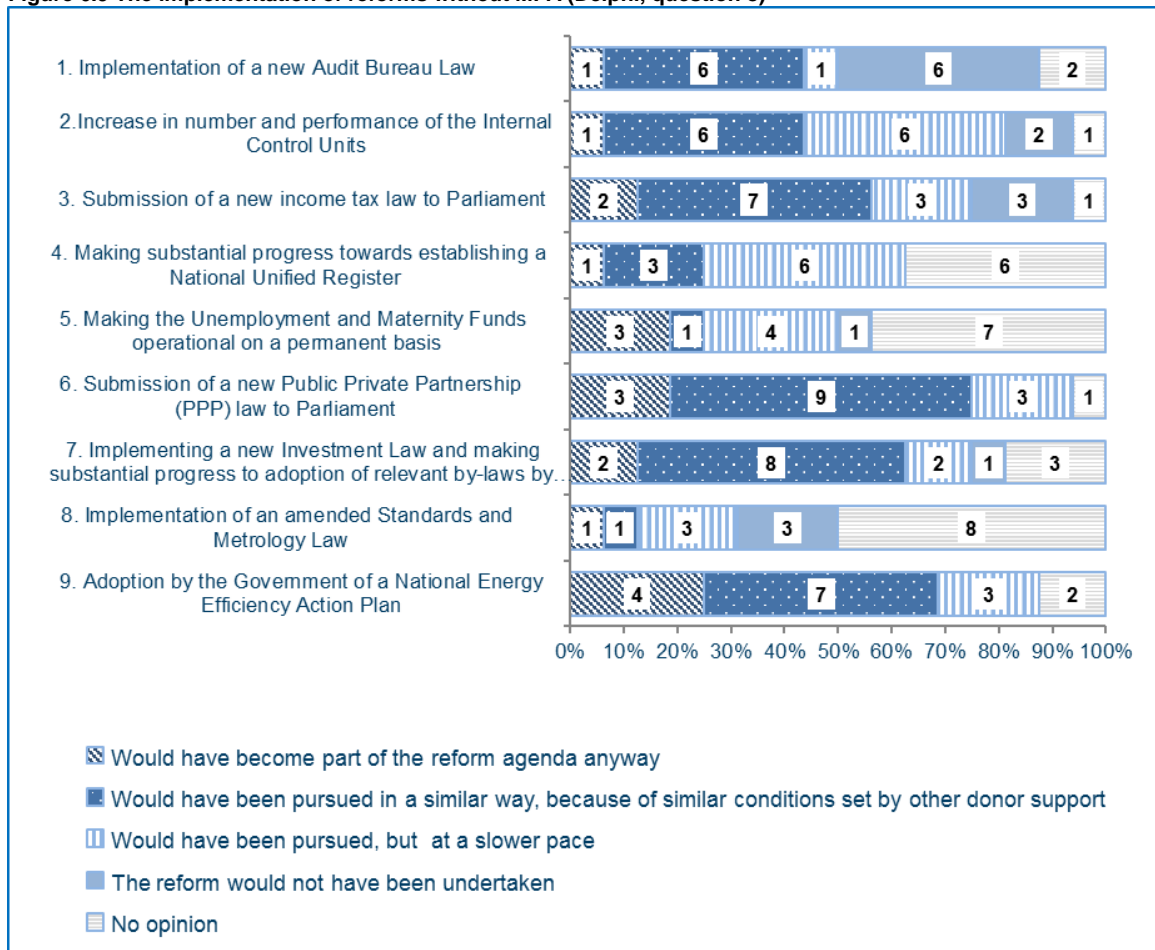 1. Implementation of a new Audit Bureau Law
1 6 1 6 2
2.Increase in number and performance of the Internal
Control Units
1 6 6 2 1
3. Submission of a new income tax law to Parliament
2 7 3 3 1
4. Making substantial progress towards establishing a
National Unified Register
1 3 6 6
5. Making the Unemployment and Maternity Funds
operational on a permanent basis
3 1 4 1 7
6. Submission of a new Public Private Partnership
(PPP) law to Parliament
3 9 3 1
7. Implementing a new Investment Law and making
substantial progress to adoption of relevant by-laws by…
2 8 2 1 3
8. Implementation of an amended Standards and
Metrology Law
1 1 3 3 8
9. Adoption by the Government of a National Energy
Efficiency Action Plan
4 7 3 2
0% 10% 20% 30% 40% 50% 60% 70% 80% 90% 100%
Would have become part of the reform agenda anyway
Would have been pursued in a similar way, because of similar conditions set by other donor support
Would have been pursued, but at a slower pace
The reform would not have been undertaken
No opinion